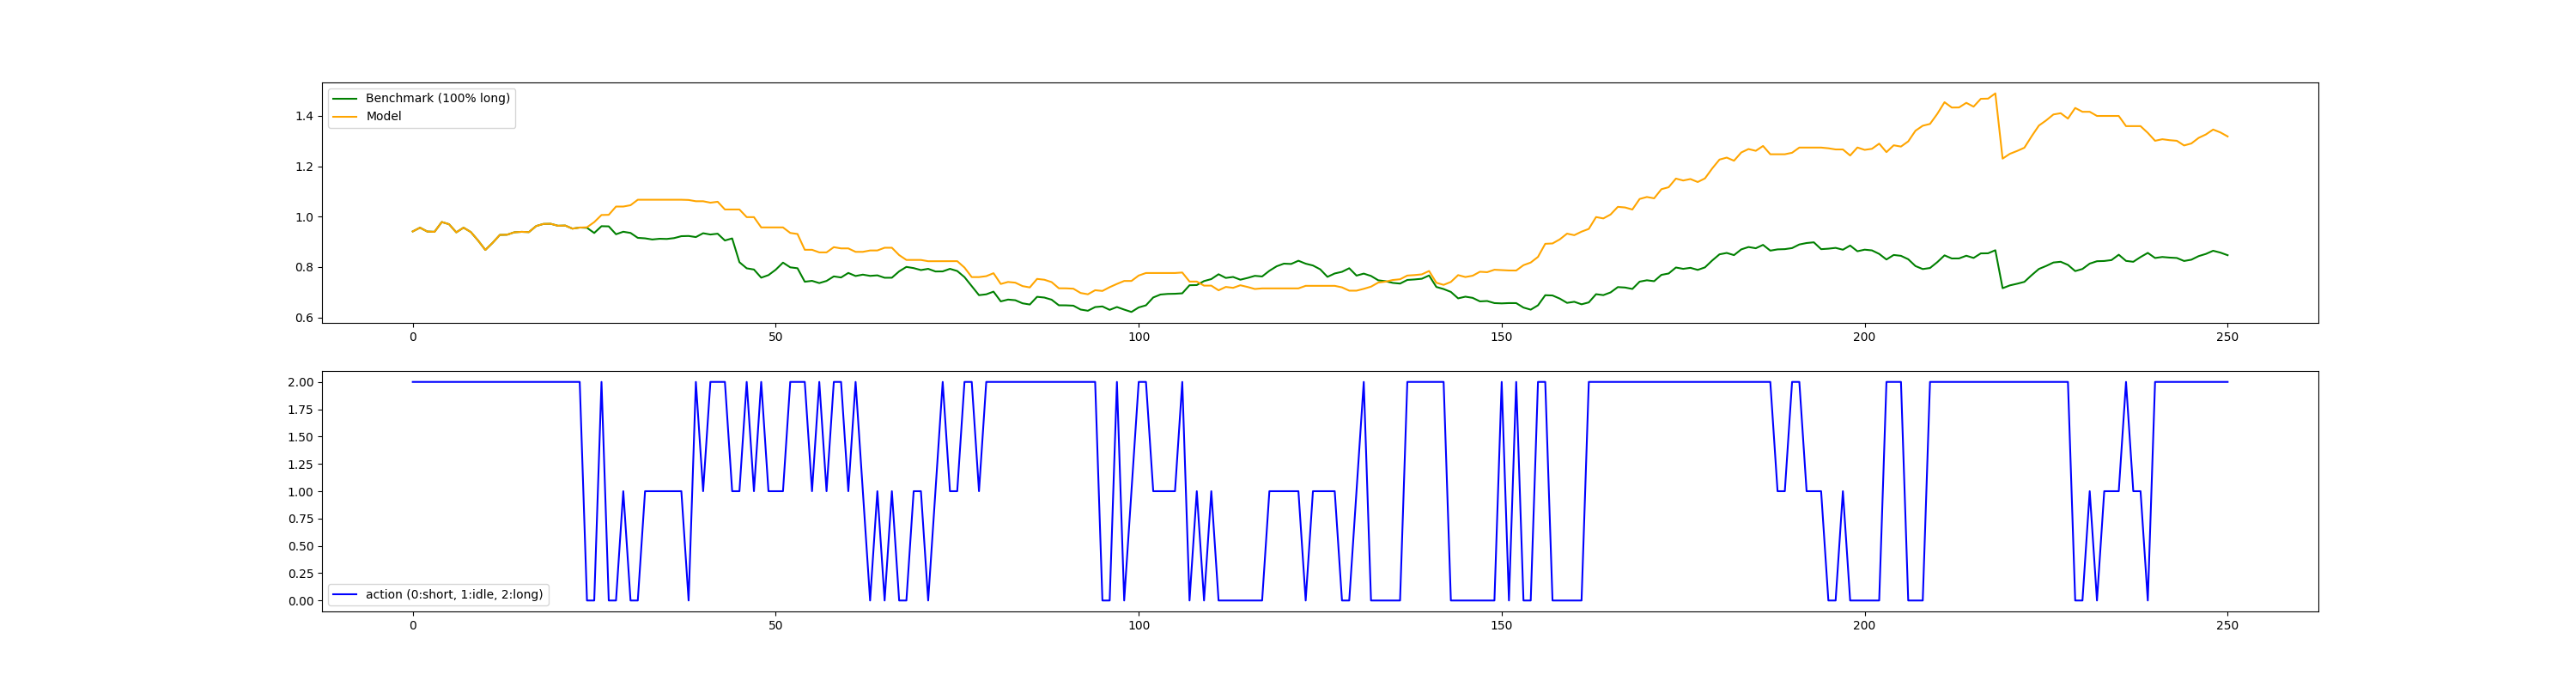 Benchmark (100% long)
Model
1.4
1.2
1.0
0.8
0.6
0 50 100 150 200 250
2.00
1.75
1.50
1.25
1.00
0.75
0.50
0.25
0.00
action (0:short, 1:idle, 2:long)
0 50 100 150 200 250